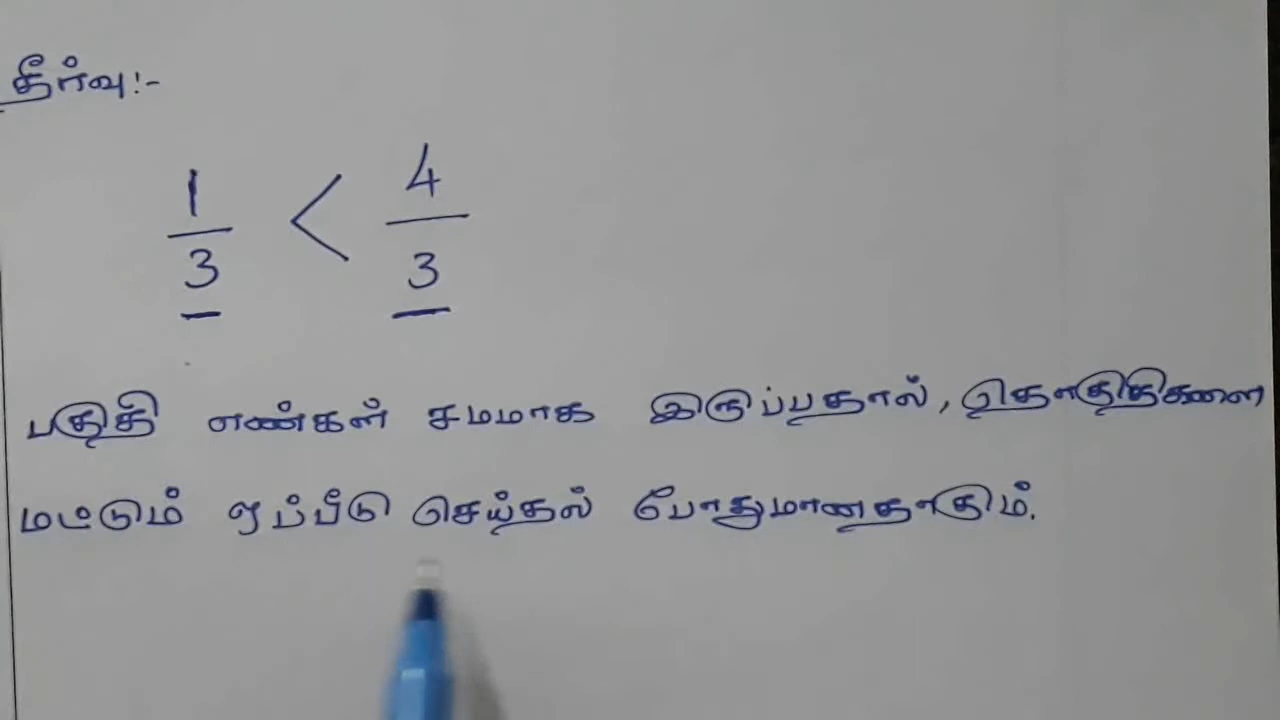 தீர்வு:-
1/3 < 4/3
பகுதி எண்கள் சமமாக இருப்பதால், தொகுதிகளை
மட்டும் ஒப்பீடு செய்தல் போதுமானதாகும்.